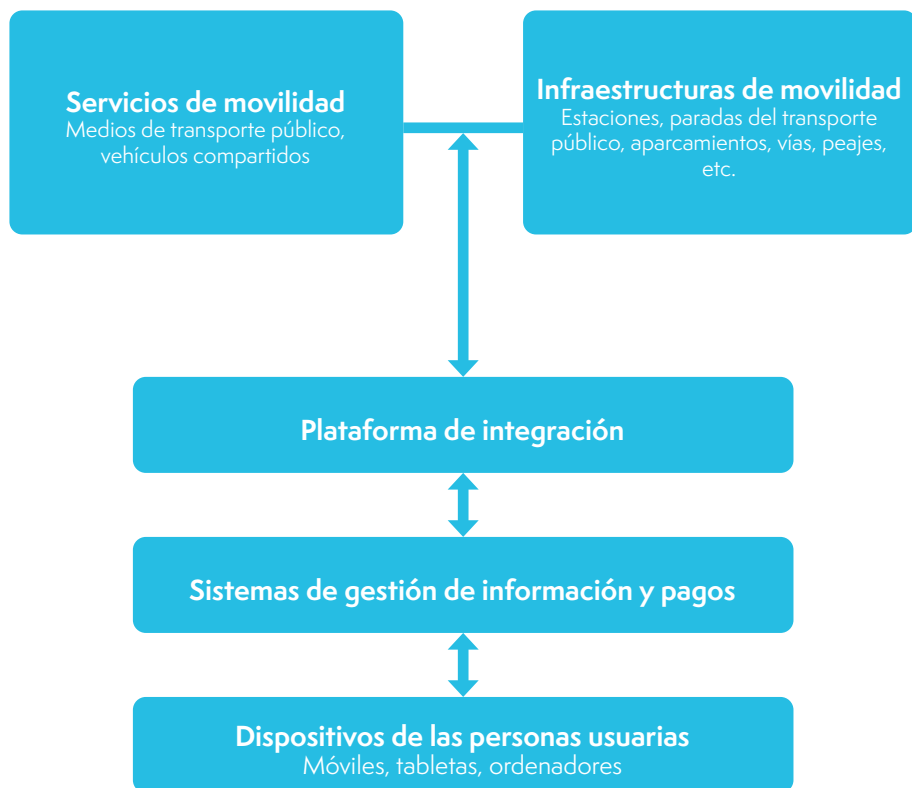 Servicios de movilidad
Medios de transporte público,
vehículos compartidos
Infraestructuras de movilidad
Estaciones, paradas del transporte
público, aparcamientos, vías, peajes,
etc.
Plataforma de integración
Sistemas de gestión de información y pagos
Dispositivos de las personas usuarias
Móviles, tabletas, ordenadores